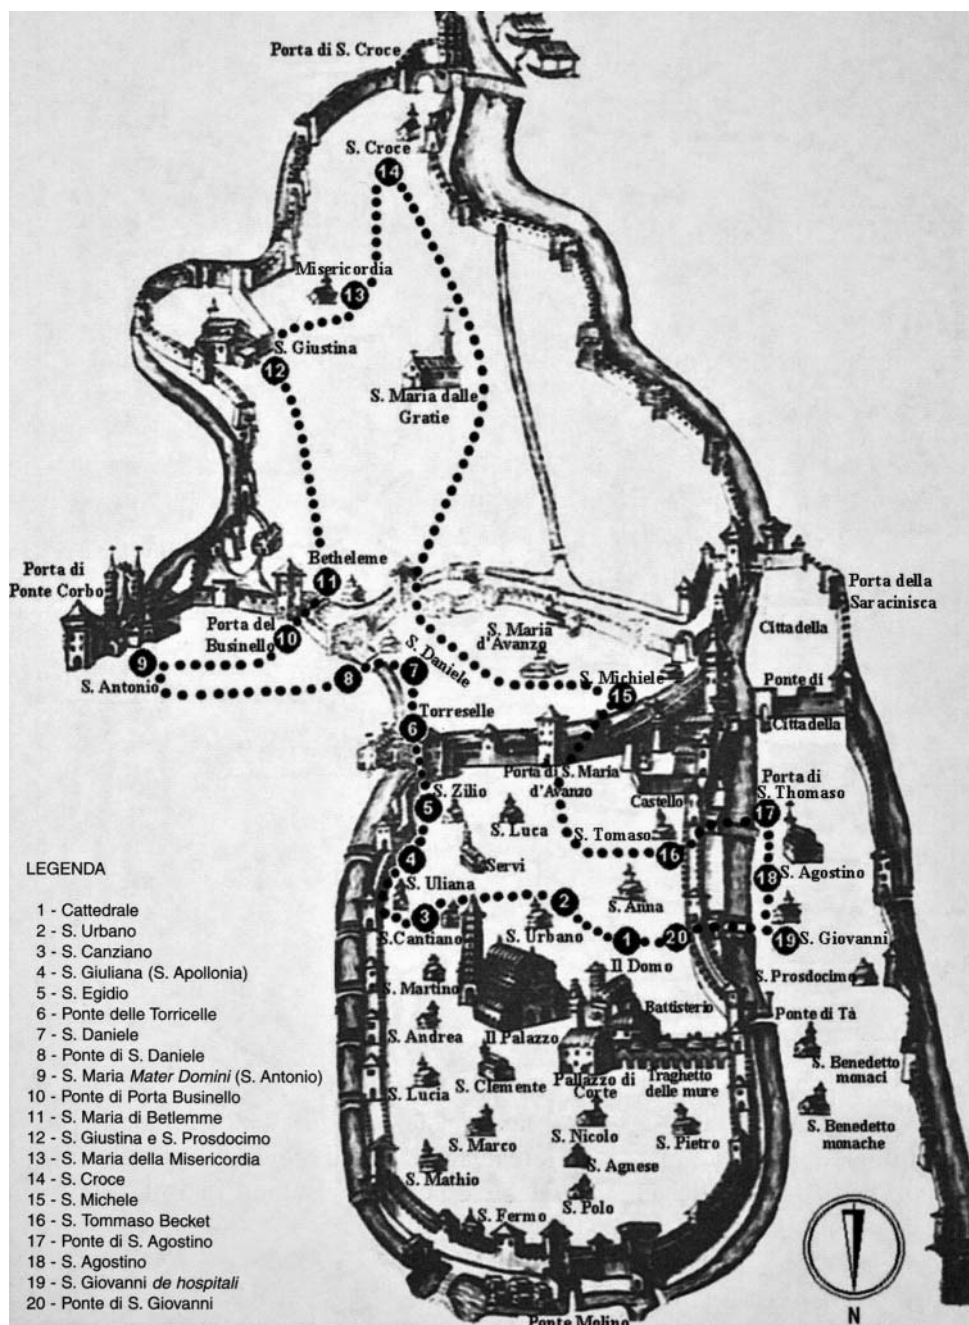 Porta di S. Croce
S. Croce
14
Misericordia
13
S. Giustina
12
S. Maria dalle
Gratie
Betheleme
11
Porta di
Ponte Corbo
Porta della
Saracinisca
Porta del
Businello
10
S. Maria
d'Avanzo
Cittadella
9
S. Antonio
8
7
S. Daniele
S. Michiele
15
Ponte di
Cittadella
Torreselle
6
Porta di S. Maria
d'Avanzo
Porta di
S. Thomaso
S. Zilio
5
Castello
17
S. Luca
S. Tomaso
16
4
Servi
S. Uliana
S. Agostino
18
S. Anna
2
3
S. Cantiano
S. Urbano
1
20
19
S. Giovanni
Il Domo
S. Martino
S. Prosdocimo
Battisterio
Ponte di Tà
S. Andrea
Il Palazzo
S. Benedetto
monaci
S. Lucia
S. Clemente
Pallazzo di
Corte
Traghetto
delle mure
S. Benedetto
monache
S. Marco
S. Nicolo
S. Pietro
S. Mathio
S. Agnese
S. Polo
S. Fermo
Ponte Molino
N
LEGENDA
1 - Cattedrale
2 - S. Urbano
3 - S. Canziano
4 - S. Giuliana (S. Apollonia)
5 - S. Egidio
6 - Ponte delle Torricelle
7 - S. Daniele
8 - Ponte di S. Daniele
9 - S. Maria Mater Domini (S. Antonio)
10 - Ponte di Porta Businello
11 - S. Maria di Betlemme
12 - S. Giustina e S. Prosdocimo
13 - S. Maria della Misericordia
14 - S. Croce
15 - S. Michele
16 - S. Tommaso Becket
17 - Ponte di S. Agostino
18 - S. Agostino
19 - S. Giovanni de hospitali
20 - Ponte di S. Giovanni